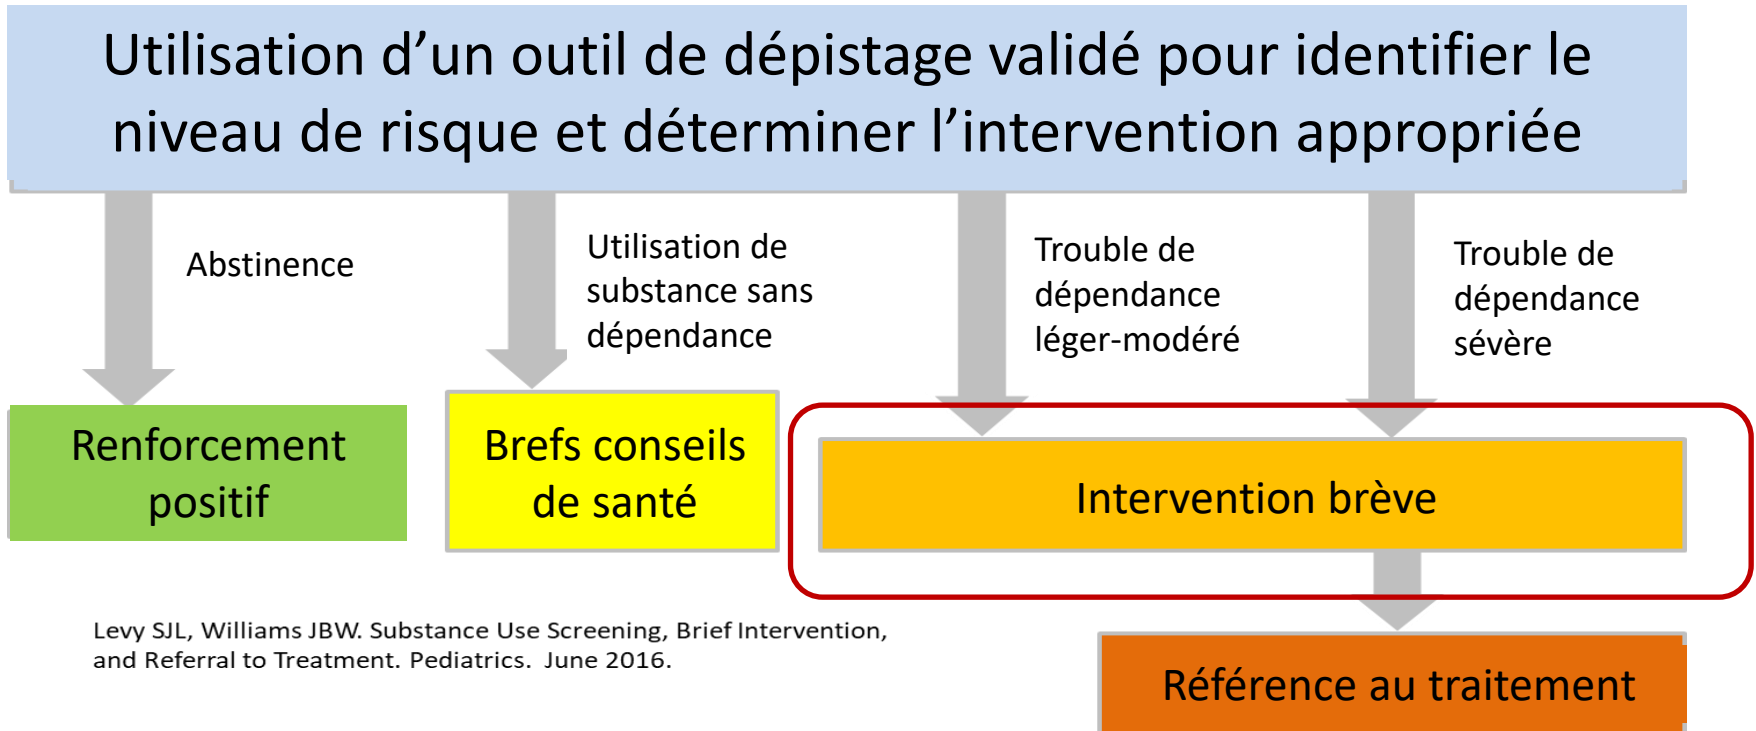 Utilisation d’un outil de dépistage validé pour identifier le
niveau de risque et déterminer l’intervention appropriée
Abstinence
Utilisation de
substance sans
dépendance
Trouble de
dépendance
léger-modéré
Trouble de
dépendance
sévère
Renforcement
positif
Brefs conseils
de santé
Intervention brève
Levy SJL, Williams JBW. Substance Use Screening, Brief Intervention,
and Referral to Treatment. Pediatrics. June 2016.
Référence au traitement